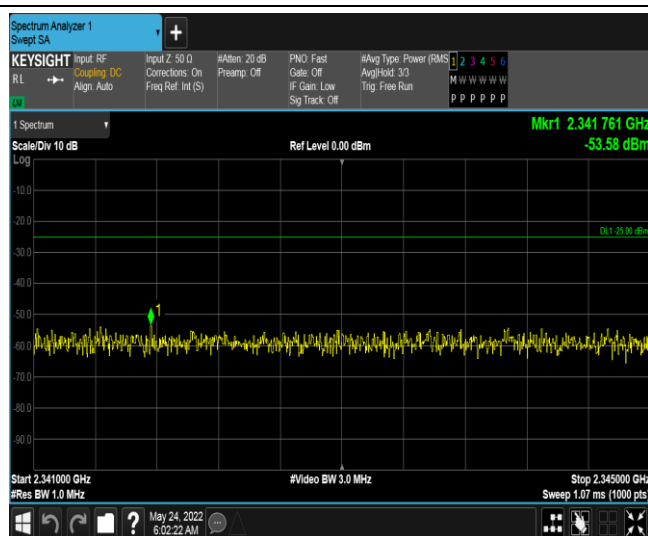 Spectrum Analyzer 1
Swept SA
+
KEYSIGHT
RL
LM
Input: RF
Coupling: DC
Align: Auto
Input Z: 50 Ω
Corrections: On
Freq Ref: Int (S)
#Atten: 20 dB
Preamp: Off
PNO: Fast
Gate: Off
IF Gain: Low
Sig Track: Off
#Avg Type: Power (RMS
Avg|Hold: 3/3
Trig: Free Run
1 2 3 4 5 6
M W W W W W
P P P P P P
1 Spectrum
Mkr1 2.341 761 GHz
Scale/Div 10 dB
Ref Level 0.00 dBm
-53.58 dBm
Log
-10.0
-20.0
DL1 -25.00 dBm
-30.0
-40.0
-50.0
1
-60.0
-70.0
-80.0
-90.0
Start 2.341000 GHz
#Video BW 3.0 MHz
Stop 2.345000 GHz
#Res BW 1.0 MHz
Sweep 1.07 ms (1000 pts)
?
May 24, 2022
6:02:22 AM